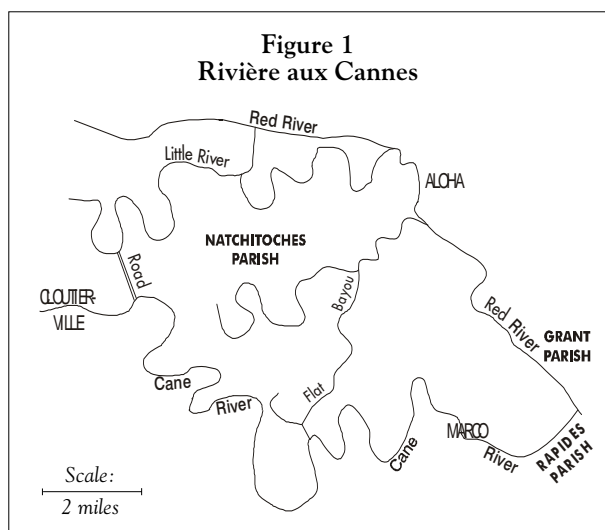 Figure 1
Rivière aux Cannes
Red River
Little River
ALOHA
NATCHITOCHES
PARISH
Road
Bayou
CLOUTIER-
VILLE
Red River
GRANT
PARISH
Cane
River
Flat
Cane
MARCO
River
RAPIDES
PARISH
Scale:
2 miles